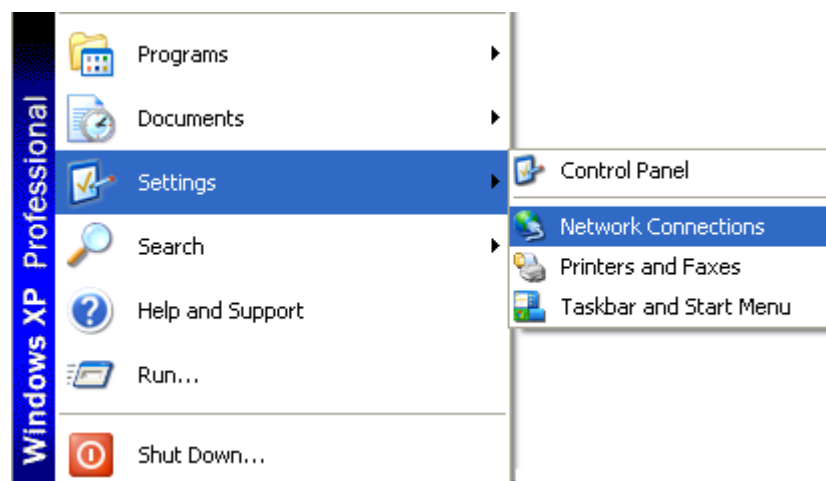 Windows XP Professional
Programs
Documents
Settings
Search
Help and Support
Run...
Shut Down...
Control Panel
Network Connections
Printers and Faxes
Taskbar and Start Menu